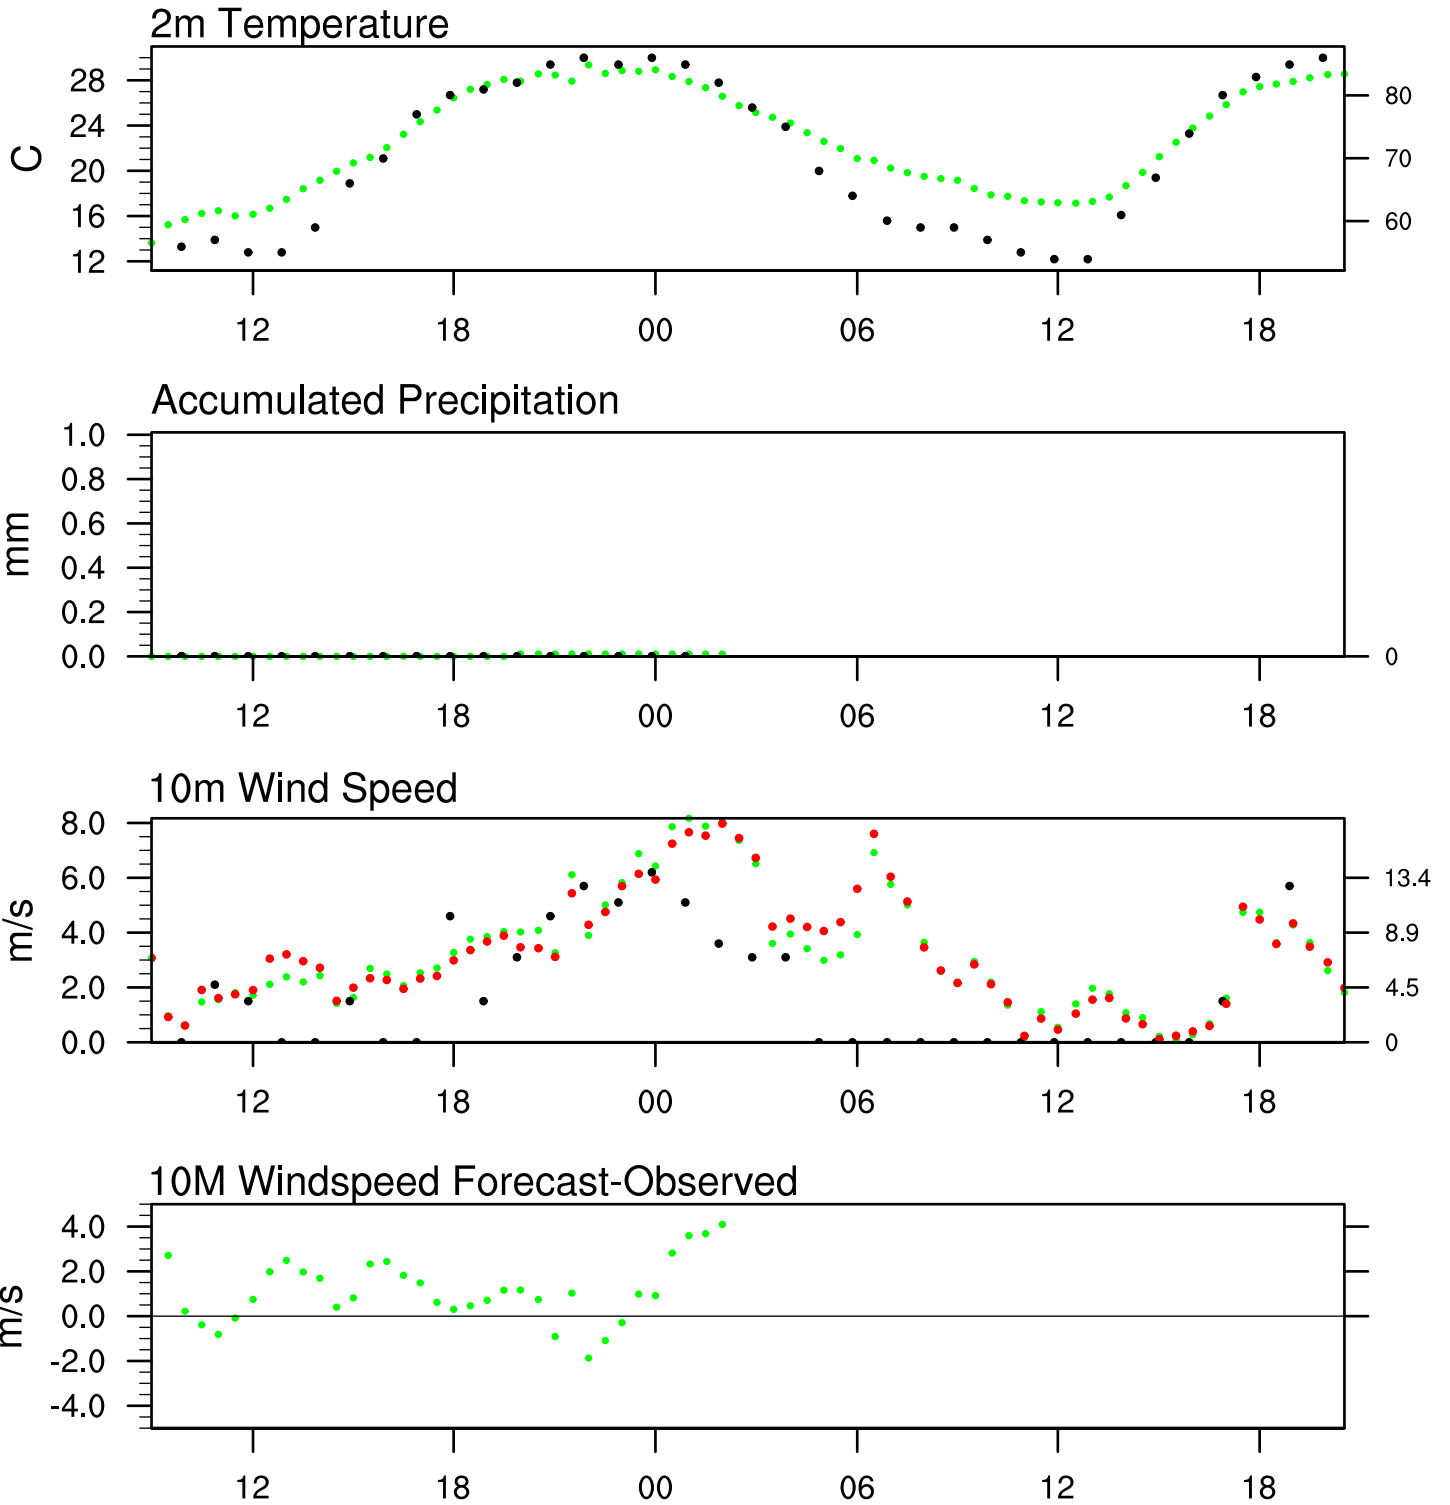 2m Temperature
28
24
20
16
12
C
80
70
60
12 18 00 06 12 18
Accumulated Precipitation
1.0
0.8
0.6
0.4
0.2
0.0
mm
0
12 18 00 06 12 18
10m Wind Speed
8.0
6.0
4.0
2.0
0.0
m/s
13.4
8.9
4.5
0
12 18 00 06 12 18
10M Windspeed Forecast-Observed
4.0
2.0
0.0
-2.0
-4.0
m/s
12 18 00 06 12 18